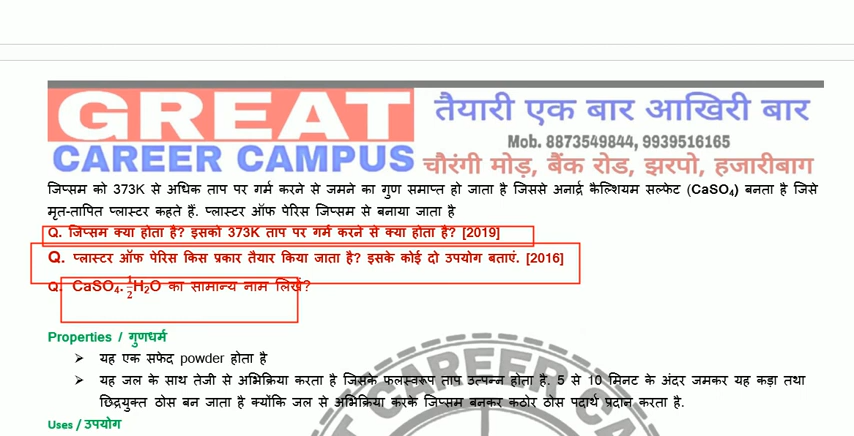 GREAT
CAREER CAMPUS
तैयारी एक बार आखिरी बार
Mob. 8873549844, 9939516165
चौरंगी मोड़, बैंक रोड, झरपो, हजारीबाग
जिप्सम को 373K से अधिक ताप पर गर्म करने से जमने का गुण समाप्त हो जाता है जिससे अनार्द्र कैल्शियम सल्फेट (CaSO₄) बनता है जिसे
मृत-तापित प्लास्टर कहते हैं. प्लास्टर ऑफ पेरिस जिप्सम से बनाया जाता है
Q. जिप्सम क्या होता है? इसको 373K ताप पर गर्म करने से क्या होता है? [2019]
Q. प्लास्टर ऑफ पेरिस किस प्रकार तैयार किया जाता है? इसके कोई दो उपयोग बताएं. [2016]
Q. CaSO₄.½H₂O का सामान्य नाम लिखें?
Properties / गुणधर्म
➤ यह एक सफेद powder होता है
➤ यह जल के साथ तेजी से अभिक्रिया करता है जिसके फलस्वरूप ताप उत्पन्न होता है. 5 से 10 मिनट के अंदर जमकर यह कड़ा तथा
छिद्रयुक्त ठोस बन जाता है क्योंकि जल से अभिक्रिया करके जिप्सम बनकर कठोर ठोस पदार्थ प्रदान करता है.
Uses / उपयोग